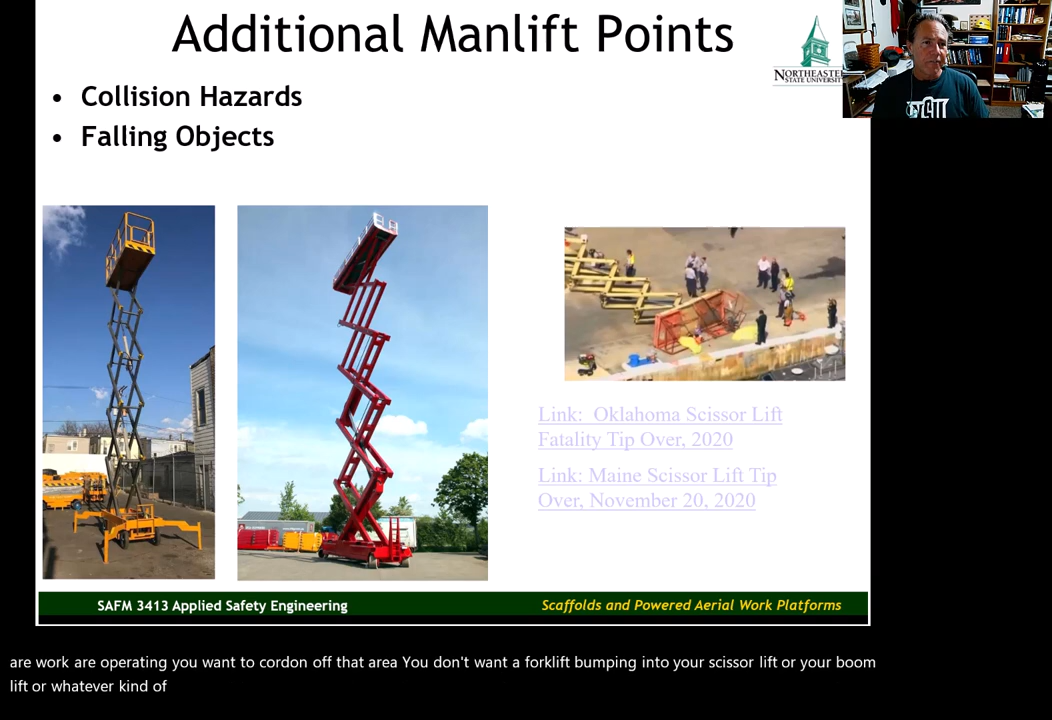 Additional Manlift Points
• Collision Hazards
• Falling Objects
STATE UNIVERSITY
Link:  Oklahoma Scissor Lift
Fatality Tip Over, 2020
Link: Maine Scissor Lift Tip
Over, November 20, 2020
SAFM 3413 Applied Safety Engineering
Scaffolds and Powered Aerial Work Platforms
are work are operating you want to cordon off that area You don't want a forklift bumping into your scissor lift or your boom
lift or whatever kind of